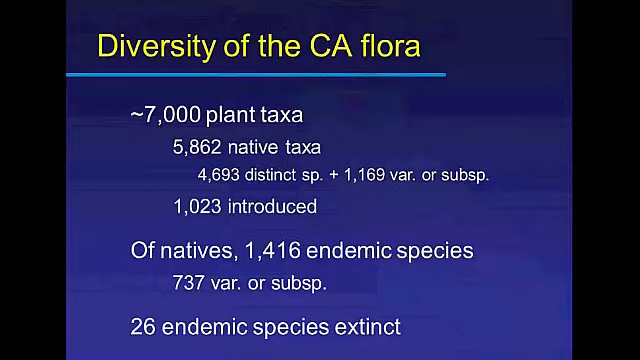 Diversity of the CA flora
~7,000 plant taxa
5,862 native taxa
4,693 distinct sp. + 1,169 var. or subsp.
1,023 introduced
Of natives, 1,416 endemic species
737 var. or subsp.
26 endemic species extinct